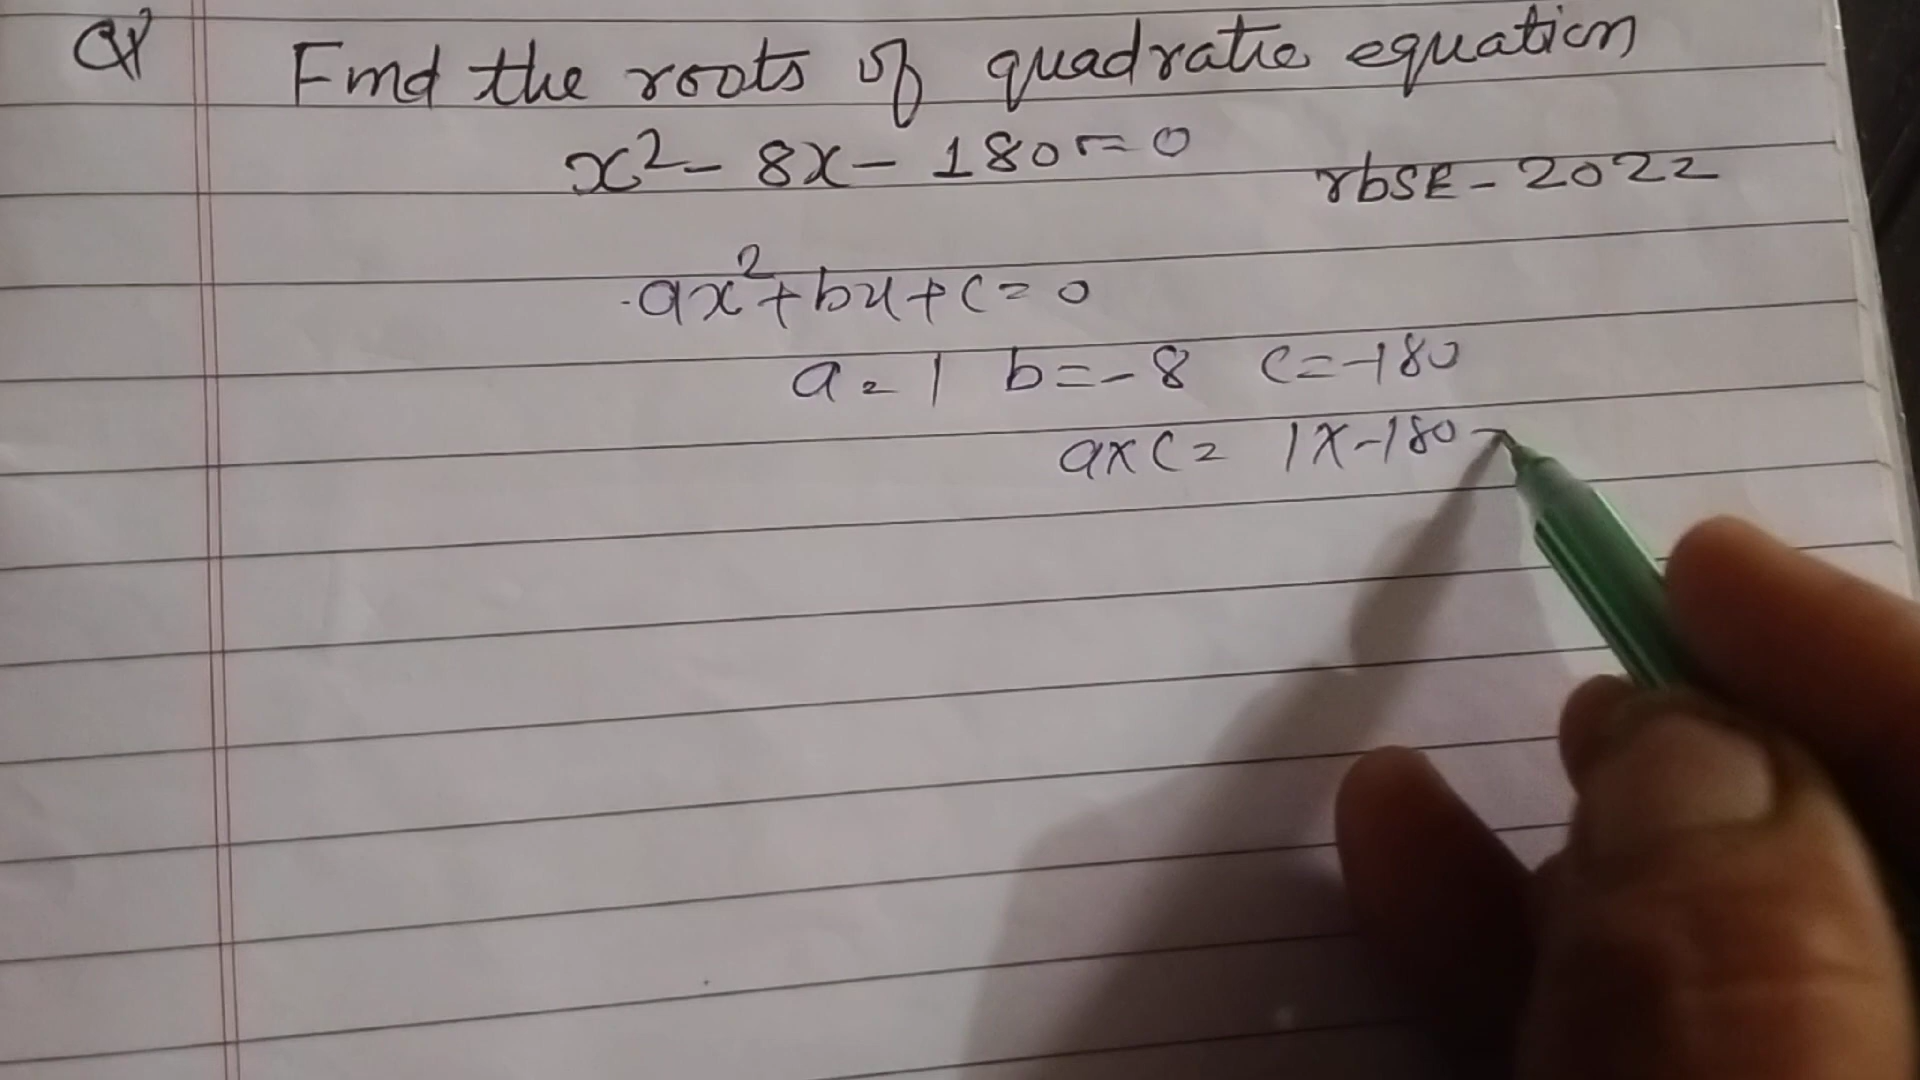 Q1 Find the roots of quadratic equation
x² - 8x - 180 = 0
rbSE - 2022
ax² + bx + c = 0
a = 1 b = -8 c = -180
a x c = 1 x -180 -